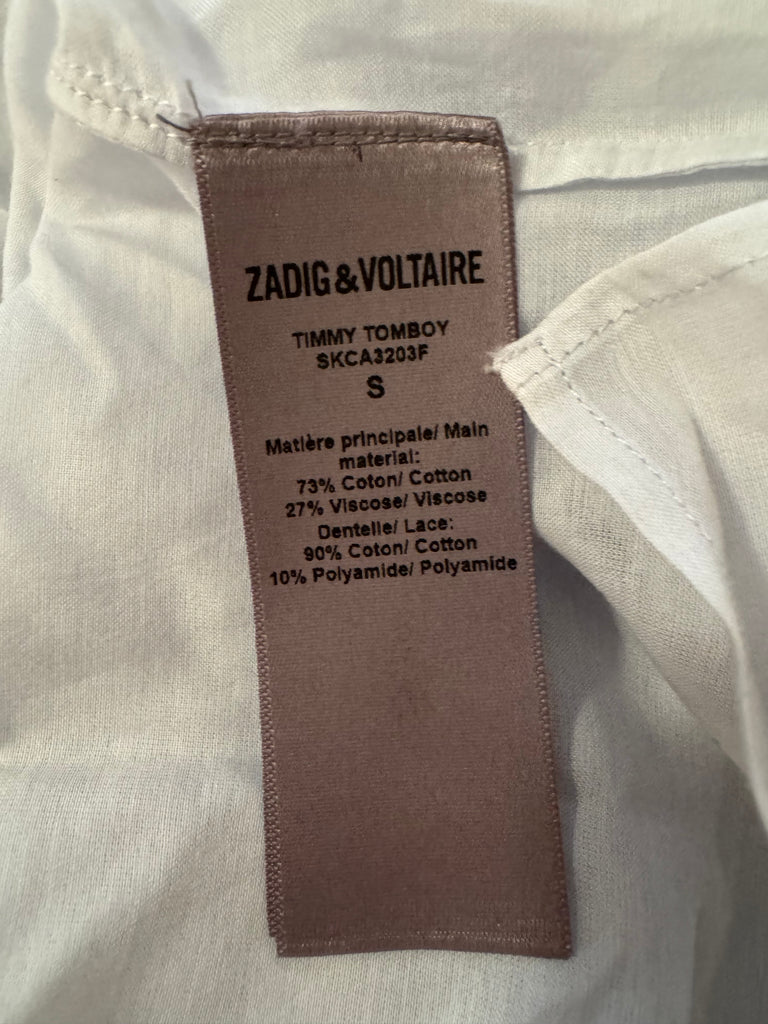 ZADIG&VOLTAIRE
TIMMY TOMBOY
SKCA3203F
S
Matière principale/ Main
material:
73% Coton/ Cotton
27% Viscose/ Viscose
Dentelle/ Lace:
90% Coton/ Cotton
10% Polyamide/ Polyamide